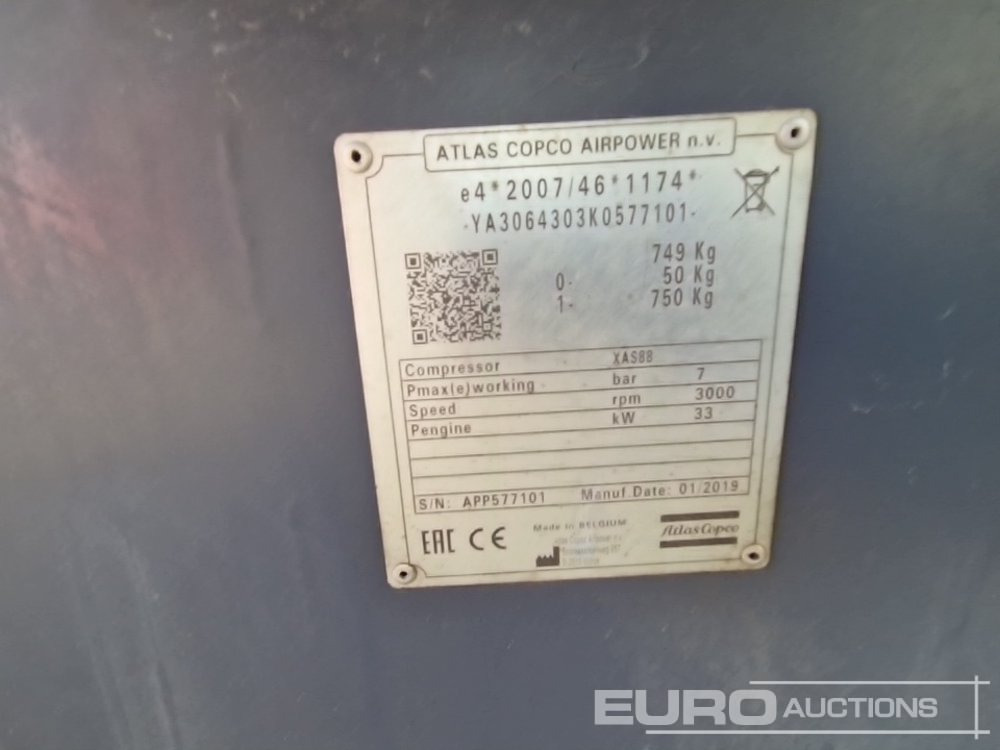 ATLAS COPCO AIRPOWER n.v.
e4*2007/46*1174*
-YA3064303K0577101-
749 Kg
0- 50 Kg
1- 750 Kg
Compressor XAS88
Pmax(e)working bar 7
Speed rpm 3000
Pengine kW 33
S/N: APP577101 Manuf.Date: 01/2019
EAC CE
Made in BELGIUM
Atlas Copco
EURO AUCTIONS